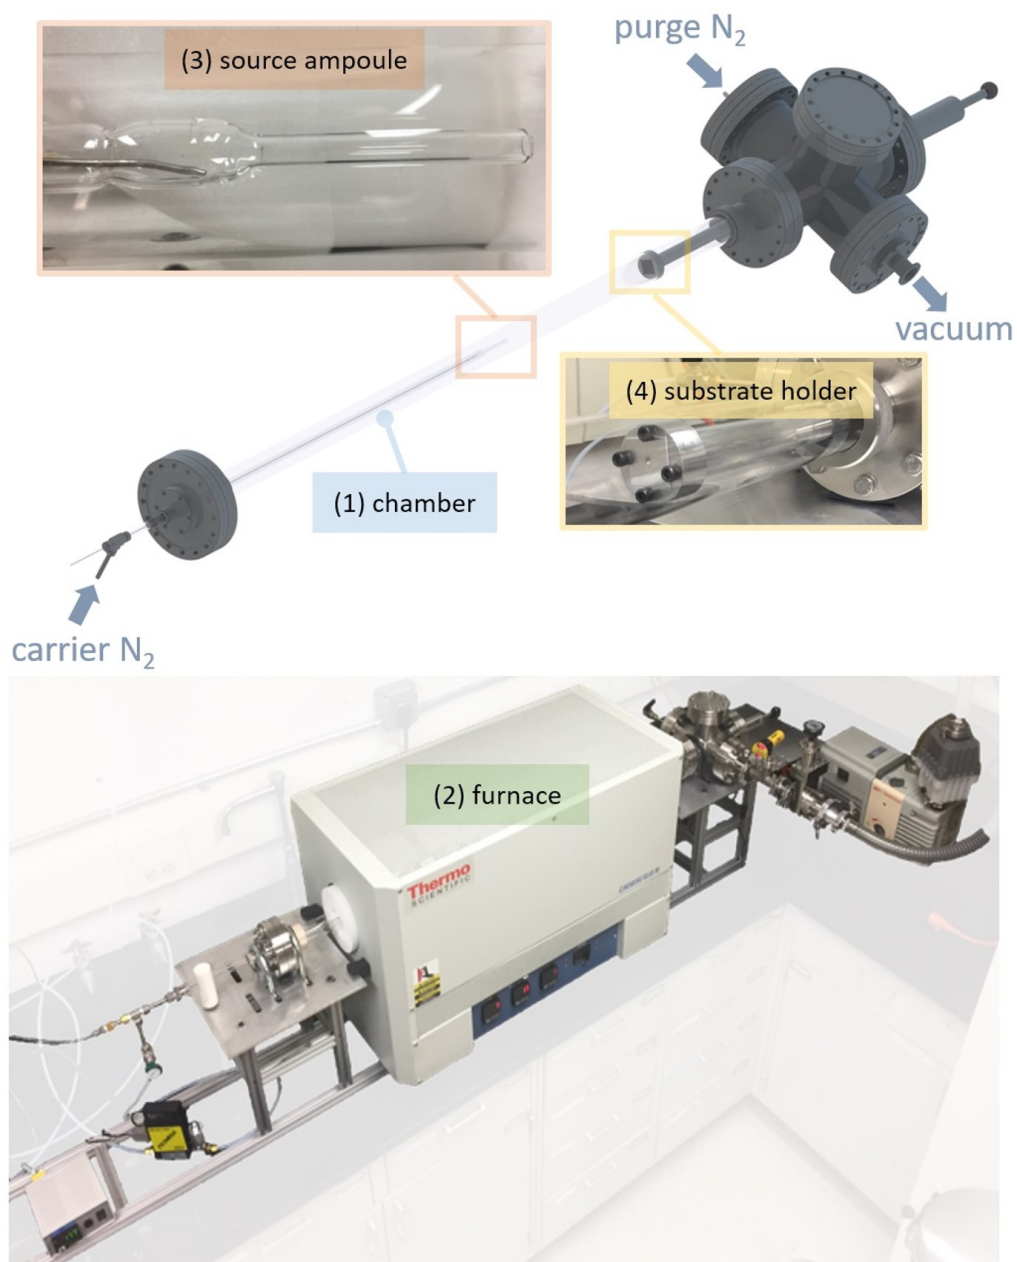 (3) source ampoule
purge N₂
vacuum
(4) substrate holder
(1) chamber
carrier N₂
(2) furnace
Thermo
SCIENTIFIC